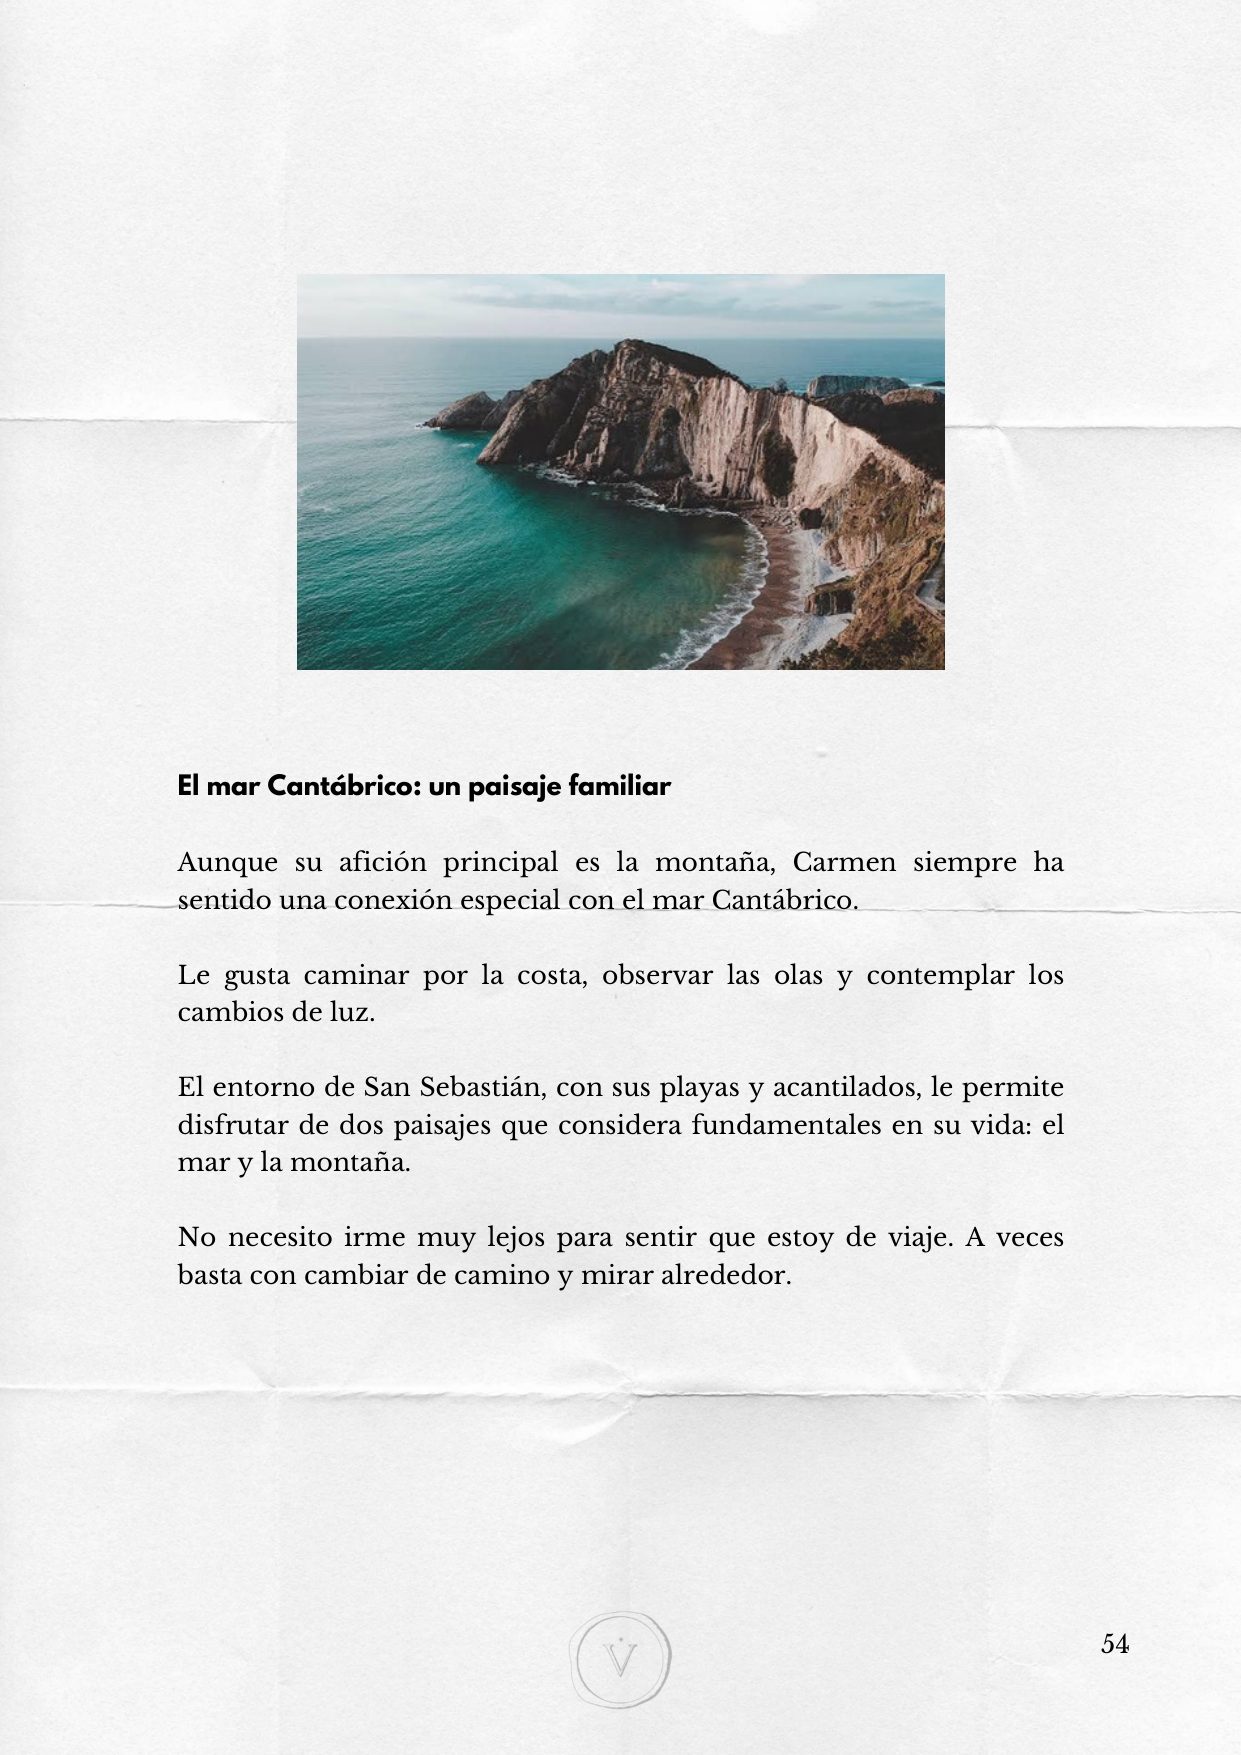 El mar Cantábrico: un paisaje familiar
Aunque su afición principal es la montaña, Carmen siempre ha
sentido una conexión especial con el mar Cantábrico.
Le gusta caminar por la costa, observar las olas y contemplar los
cambios de luz.
El entorno de San Sebastián, con sus playas y acantilados, le permite
disfrutar de dos paisajes que considera fundamentales en su vida: el
mar y la montaña.
No necesito irme muy lejos para sentir que estoy de viaje. A veces
basta con cambiar de camino y mirar alrededor.
V
54